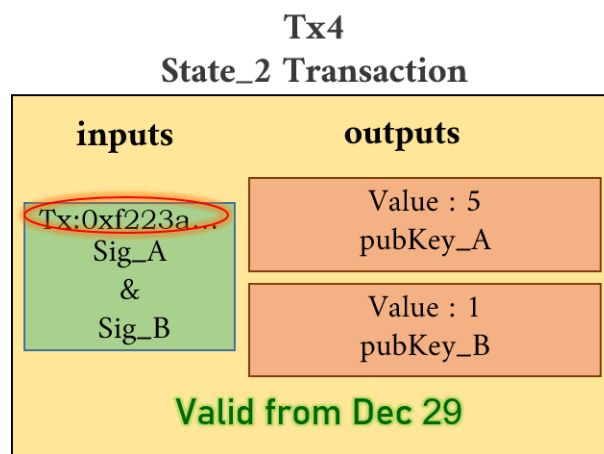 Tx4
State_2 Transaction
inputs
outputs
Tx:0xf223a...
Sig_A
&
Sig_B
Value : 5
pubKey_A
Value : 1
pubKey_B
Valid from Dec 29